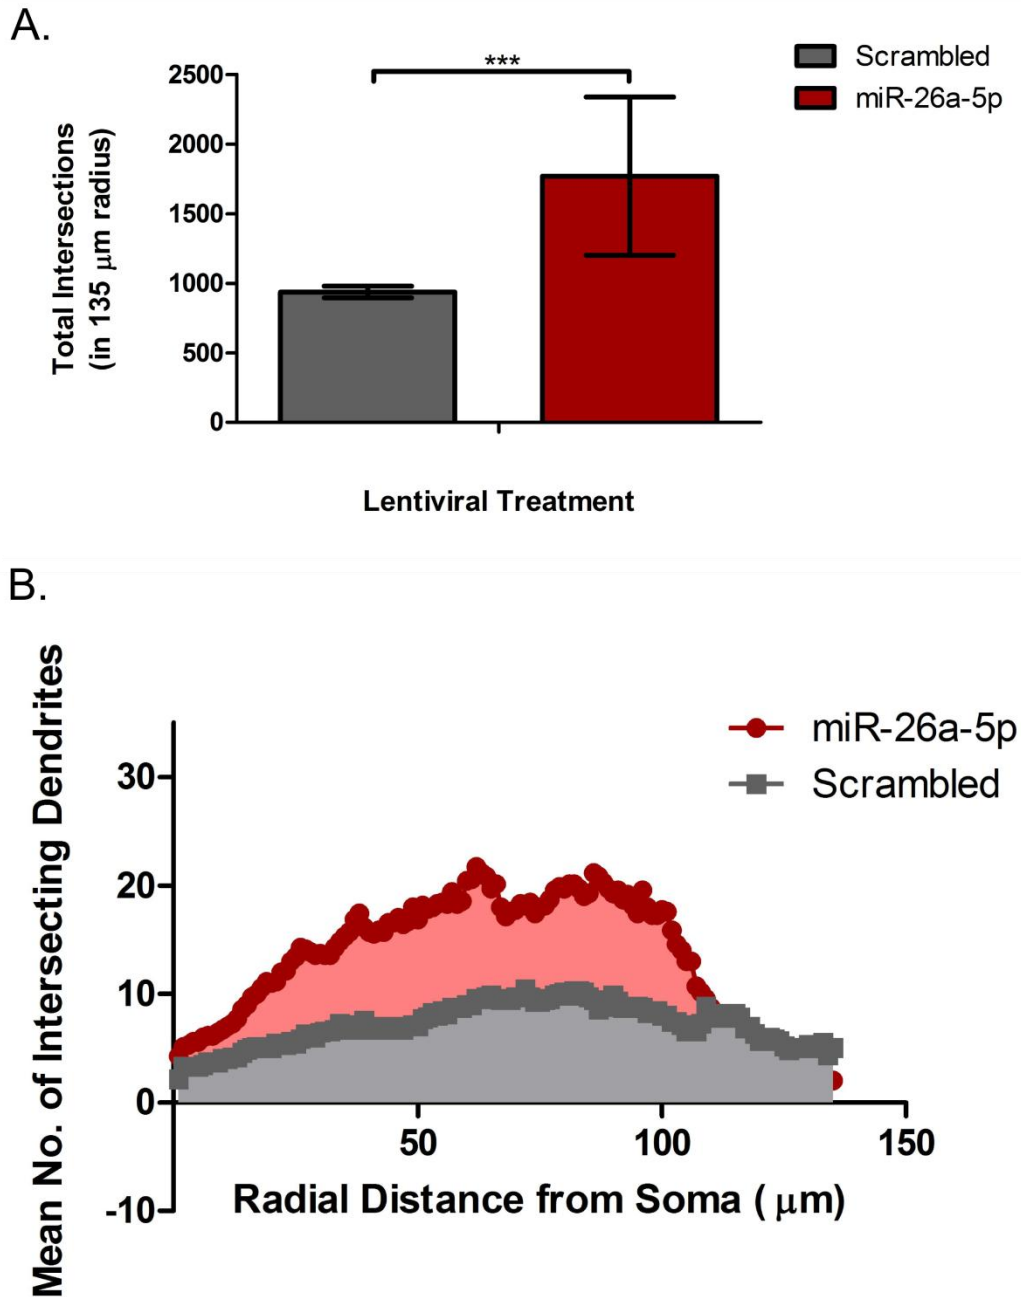 A.
***
Scrambled
miR-26a-5p
Total Intersections
(in 135 μm radius)
2500
2000
1500
1000
500
0
Lentiviral Treatment
B.
miR-26a-5p
Scrambled
Mean No. of Intersecting Dendrites
30
20
10
0
-10
50
100
150
Radial Distance from Soma ( μm)